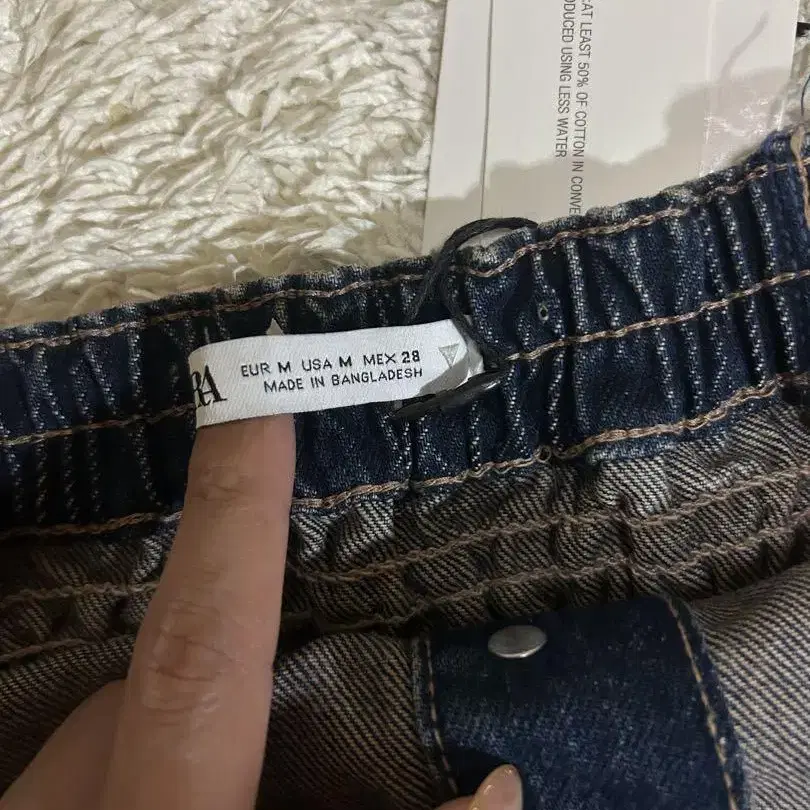 AT LEAST 50% OF COTTON IN CONVE
ODUCED USING LESS
WATER
RA
EUR M USA M MEX 28
MADE IN BANGLADESH